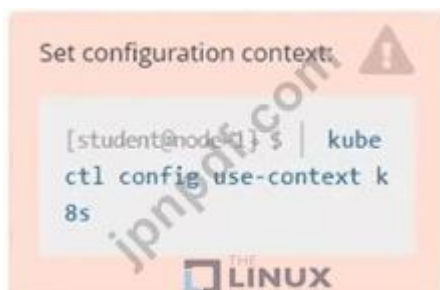 Set configuration context:
[student@node-1] $ | kube
ctl config use-context k
8s
jpnpdf.com
THE
LINUX